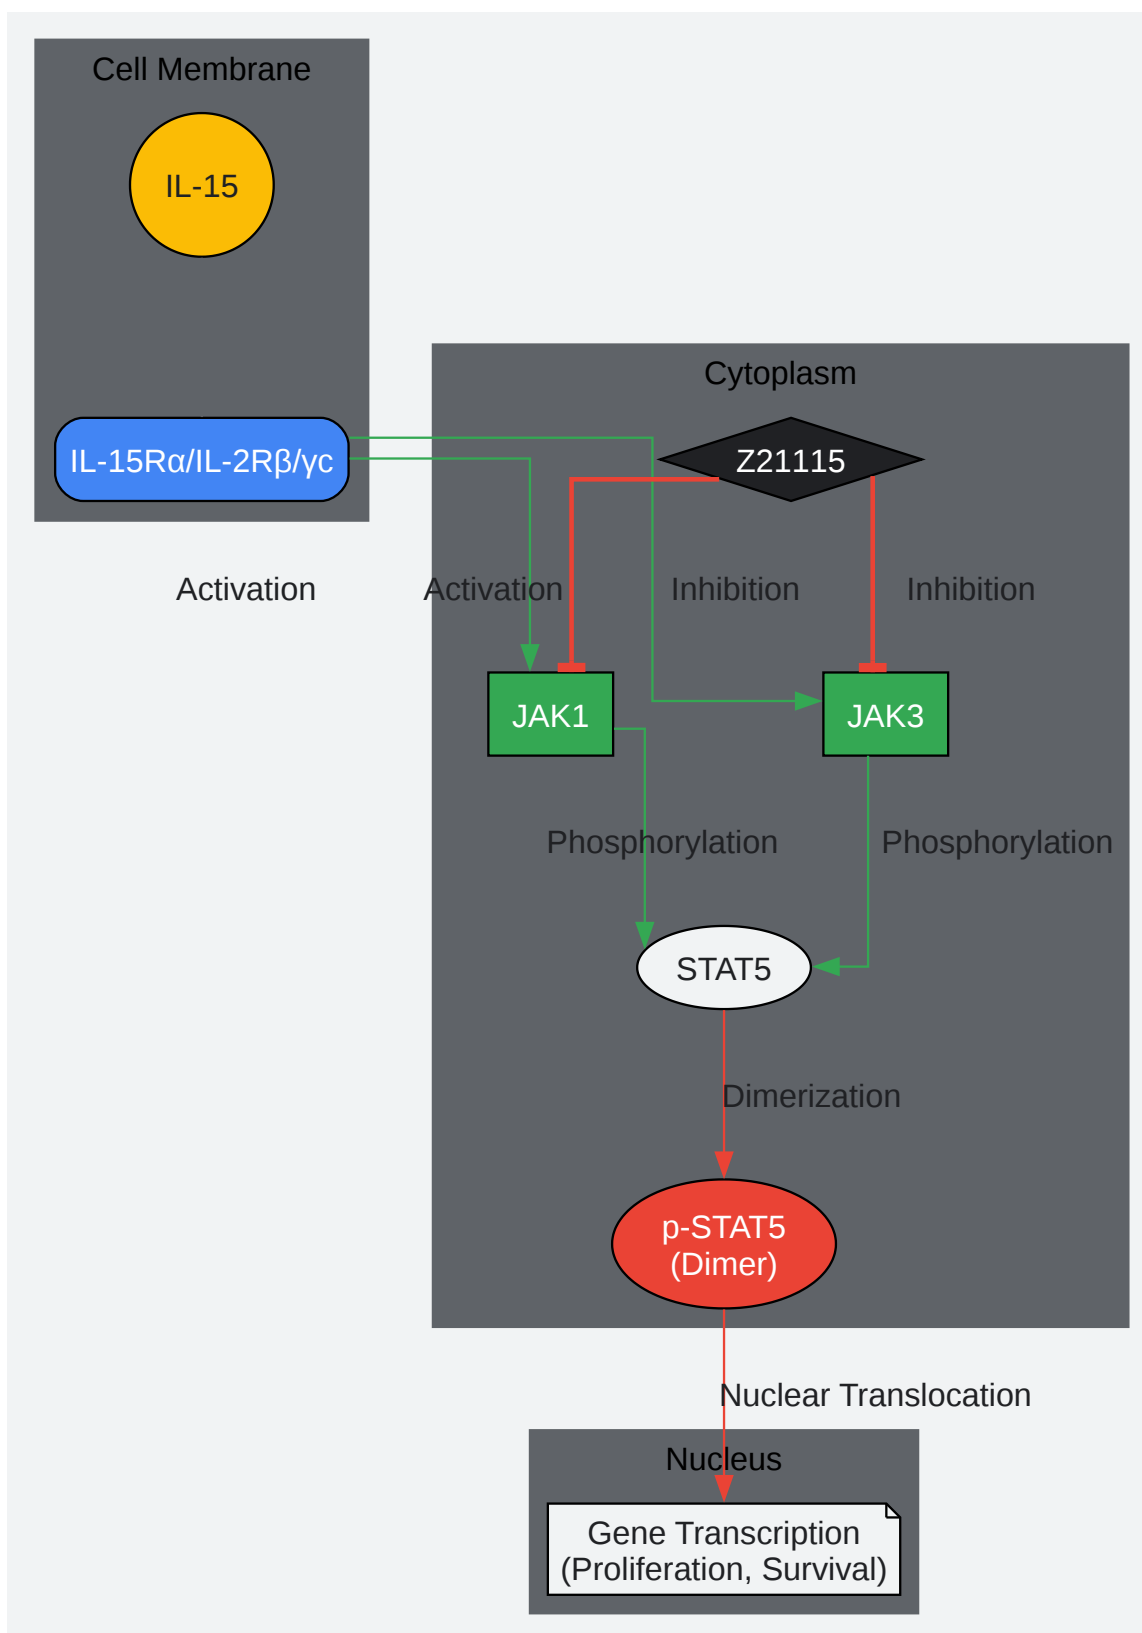 Cell Membrane
IL-15
Cytoplasm
IL-15Rα/IL-2Rβ/γc
Z21115
Activation
Activation
Inhibition
Inhibition
JAK1
JAK3
Phosphorylation
Phosphorylation
STAT5
Dimerization
p-STAT5
(Dimer)
Nuclear Translocation
Nucleus
Gene Transcription
(Proliferation, Survival)